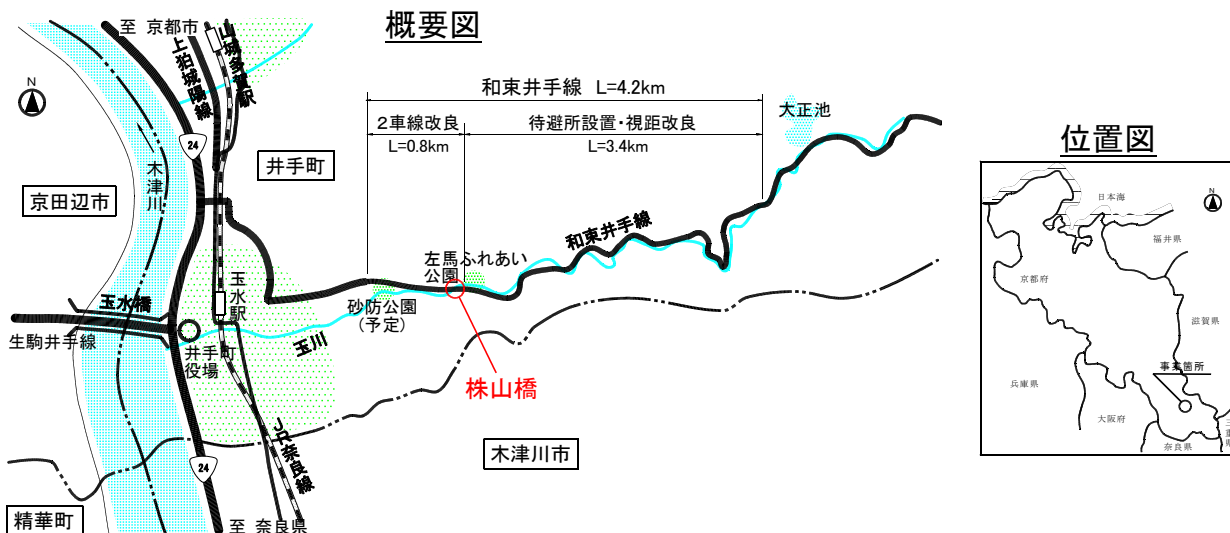 概要図
至 京都市
上狛城陽線
山城多賀駅
N
24
木津川
井手町
京田辺市
和束井手線 L=4.2km
2車線改良
L=0.8km
待避所設置・視距改良
L=3.4km
大正池
和束井手線
左馬ふれあい
公園
砂防公園
(予定)
玉水駅
玉水橋
生駒井手線
井手町
役場
玉川
株山橋
JR奈良線
木津川市
24
精華町
至 奈良県
位置図
N
日本海
福井県
京都府
滋賀県
事業箇所
兵庫県
大阪府
奈良県
三重県